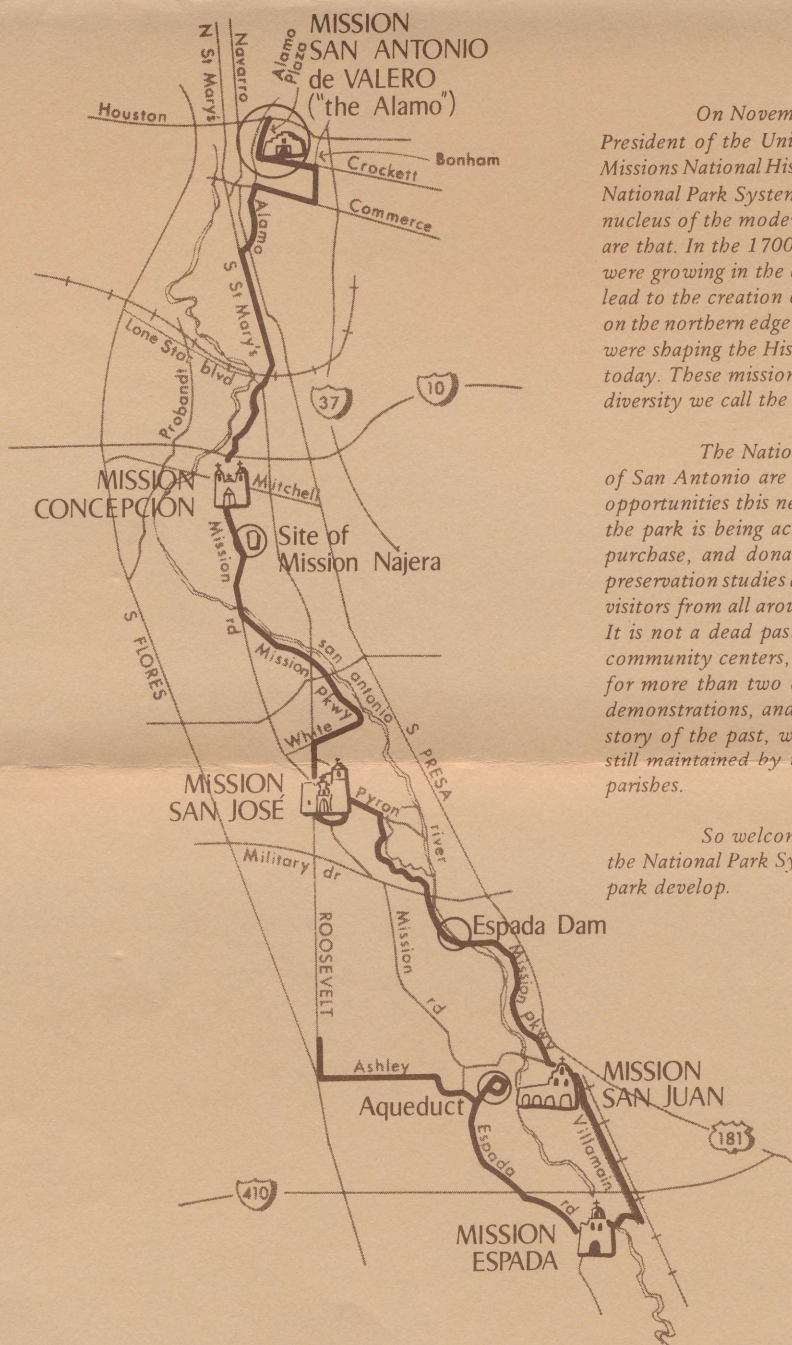 MISSION
SAN ANTONIO
de VALERO
("the Alamo")
N St Marys
Navarro
Alamo
Plaza
Houston
Bonham
Crockett
Commerce
Alamo
S St Mary's
Lone Star blvd
Probandt
37
10
MISSION
CONCEPCIÓN
Mitchell
Site of
Mission Najera
Mission rd
S FLORES
Mission pkwy
san antonio river
S PRESA
White
MISSION
SAN JOSÉ
Pyron
Military dr
ROOSEVELT
Mission rd
Espada Dam
Mission pkwy
Ashley
Aqueduct
MISSION
SAN JUAN
181
Villamain
Espada rd
410
MISSION
ESPADA
On Novem
President of the Uni
Missions National His
National Park System
nucleus of the mode
are that. In the 1700
were growing in the
lead to the creation
on the northern edge
were shaping the His
today. These mission
diversity we call the
The Natio
of San Antonio are
opportunities this ne
the park is being ac
purchase, and dona
preservation studies
visitors from all arou
It is not a dead pas
community centers,
for more than two
demonstrations, and
story of the past, w
still maintained by
parishes.
So welcon
the National Park Sy
park develop.